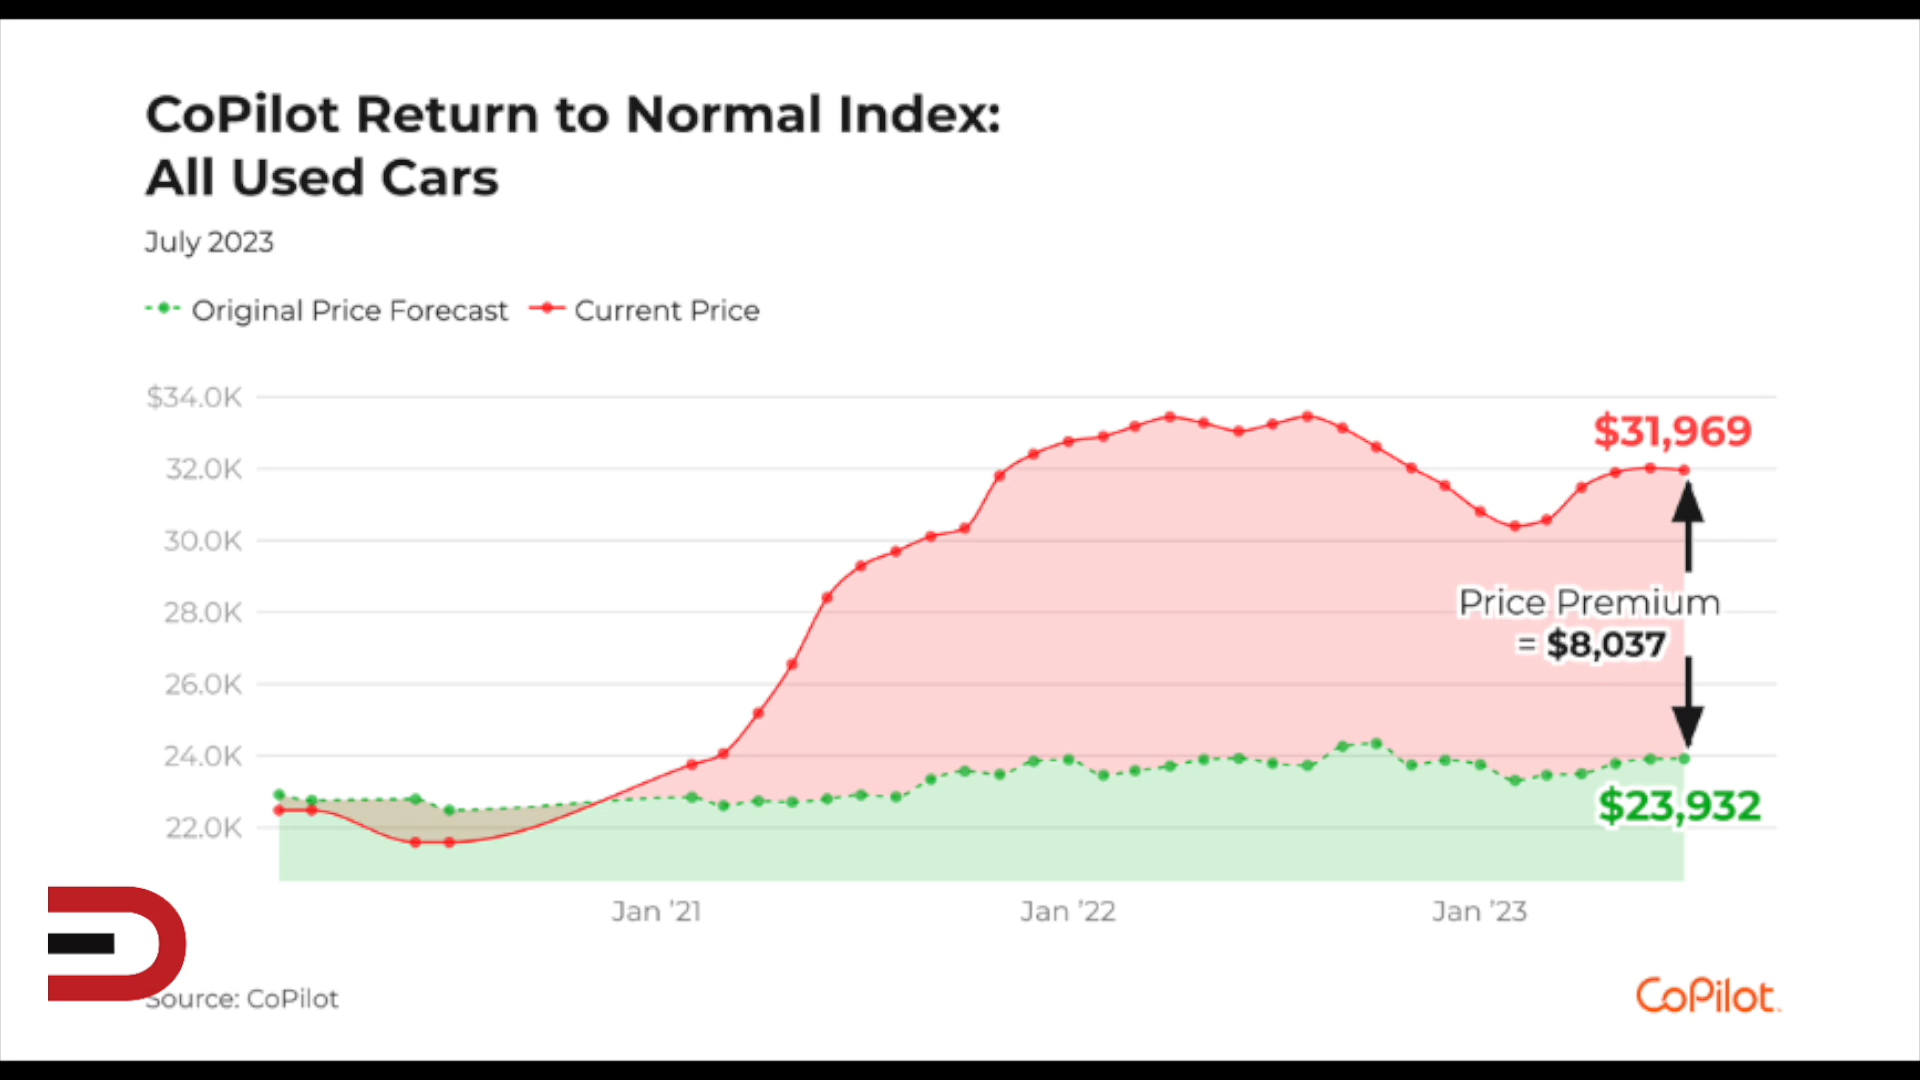 CoPilot Return to Normal Index:
All Used Cars
July 2023
Original Price Forecast Current Price
$34.0K
32.0K
30.0K
28.0K
26.0K
24.0K
22.0K
$31,969
Price Premium
= $8,037
$23,932
Jan '21 Jan '22 Jan '23
Source: CoPilot
CoPilot